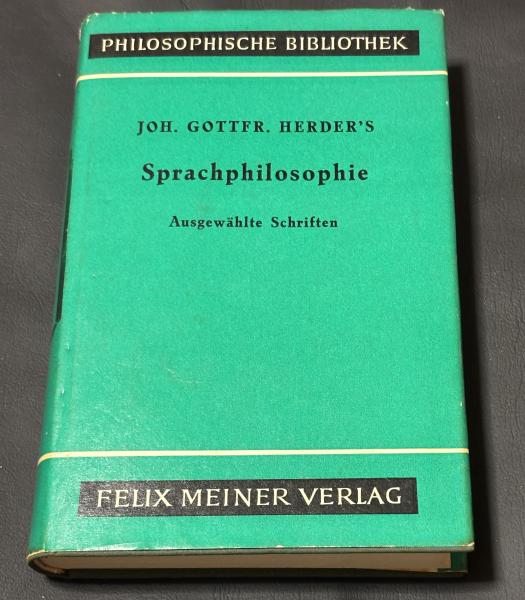 PHILOSOPHISCHE BIBLIOTHEK
JOH. GOTTFR. HERDER'S
Sprachphilosophie
Ausgewählte Schriften
FELIX MEINER VERLAG